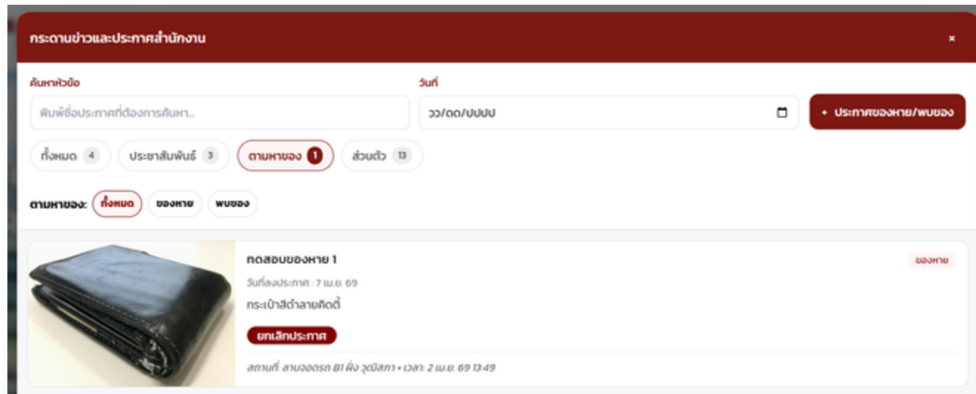 กระดานข่าวและประกาศสำนักงาน ×
ค้นหาหัวข้อ วันที่
พิมพ์ชื่อประกาศที่ต้องการค้นหา... วว/ดด/ปปปป + ประกาศของหาย/พบของ
ทั้งหมด 4 ประชาสัมพันธ์ 3 ตามหาของ 1 ส่วนตัว 13
ตามหาของ: ทั้งหมด ของหาย พบของ
ทดสอบของหาย 1 ของหาย
วันที่ลงประกาศ : 7 เม.ย. 69
กระเป๋าสีดำลายคิตตี้
ยกเลิกประกาศ
สถานที่ ลานจอดรถ B1 ฝั่ง วุฒิสภา • เวลา 2 เม.ย. 69 13:49